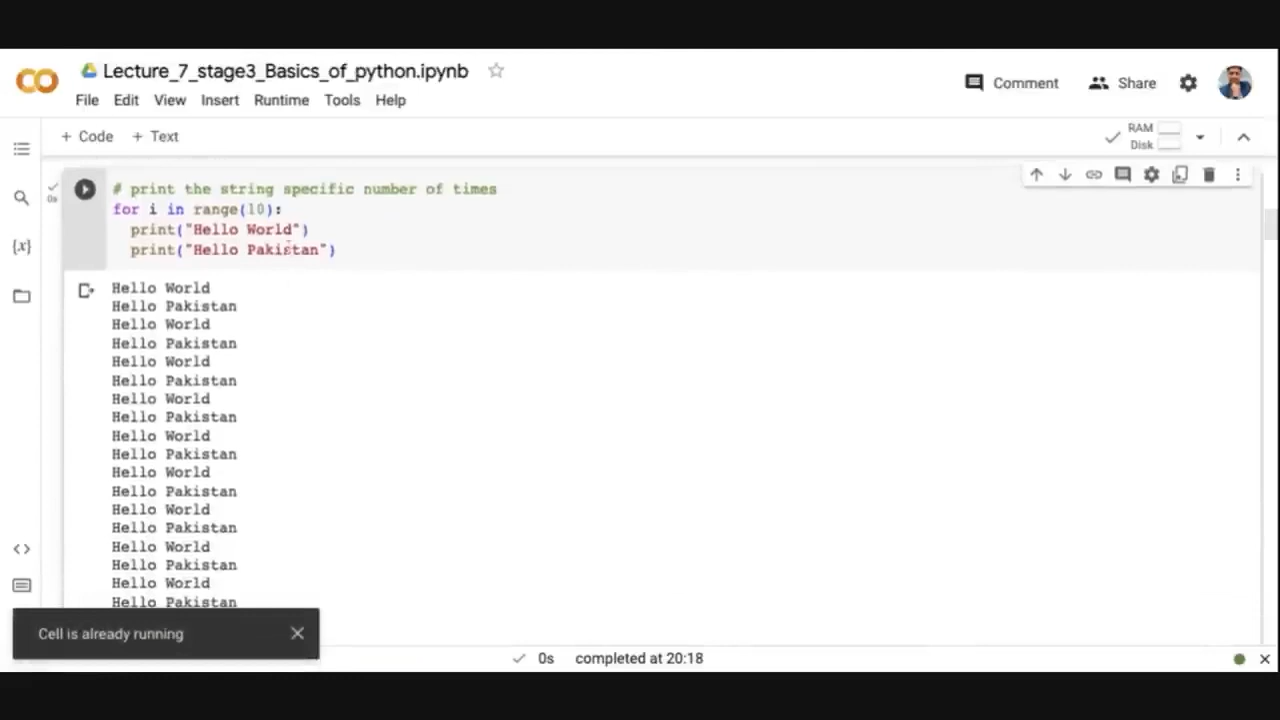 Lecture_7_stage3_Basics_of_python.ipynb
Comment
Share
File Edit View Insert Runtime Tools Help
+ Code + Text
RAM
Disk
0s
# print the string specific number of times
for i in range(10):
  print("Hello World")
  print("Hello Pakistan")
{x}
Hello World
Hello Pakistan
Hello World
Hello Pakistan
Hello World
Hello Pakistan
Hello World
Hello Pakistan
Hello World
Hello Pakistan
Hello World
Hello Pakistan
Hello World
Hello Pakistan
Hello World
Hello Pakistan
Hello World
Hello Pakistan
Cell is already running
0s completed at 20:18